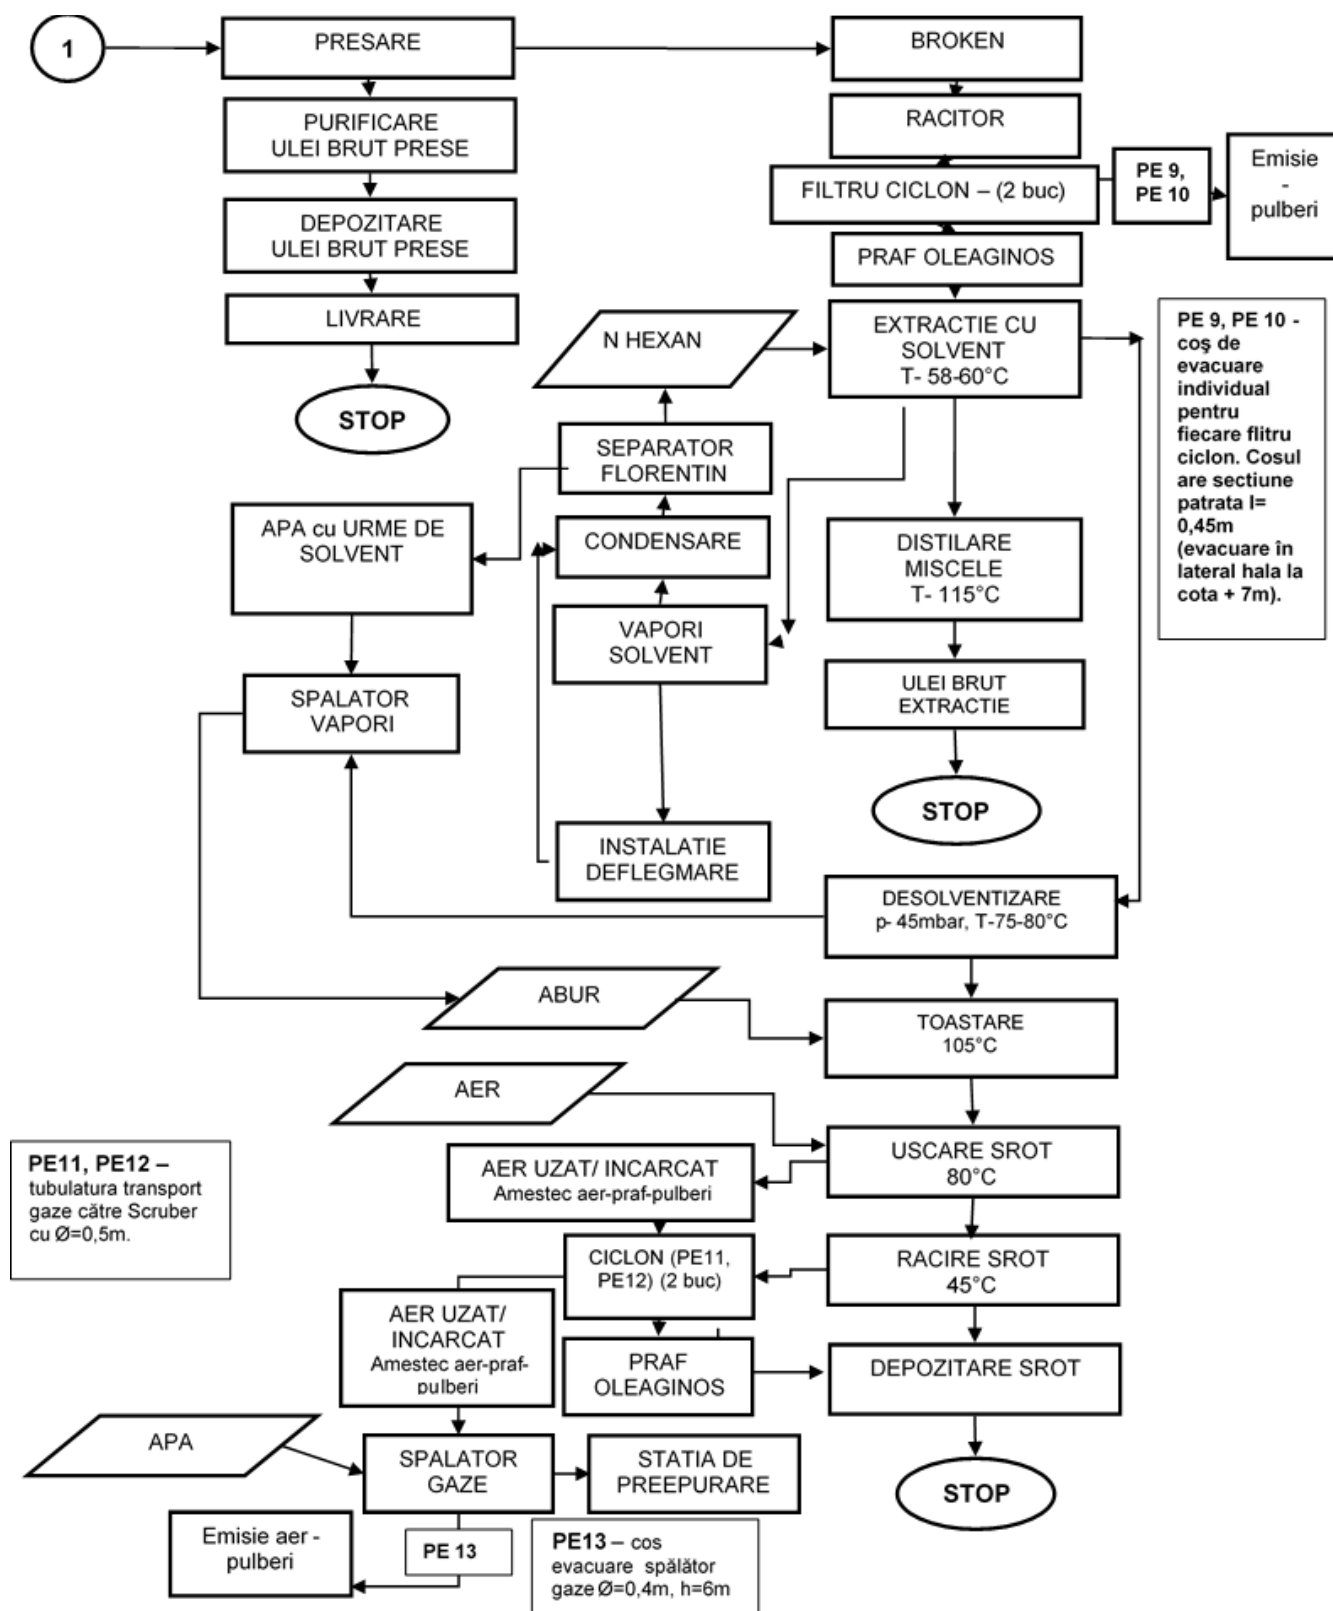 1
PRESARE
BROKEN
PURIFICARE
ULEI BRUT PRESE
RACITOR
FILTRU CICLON – (2 buc)
PE 9,
PE 10
Emisie
-
pulberi
DEPOZITARE
ULEI BRUT PRESE
PRAF OLEAGINOS
LIVRARE
STOP
N HEXAN
EXTRACTIE CU
SOLVENT
T- 58-60°C
PE 9, PE 10 -
coş de
evacuare
individual
pentru
fiecare flitru
ciclon. Cosul
are sectiune
patrata l=
0,45m
(evacuare în
lateral hala la
cota + 7m).
SEPARATOR
FLORENTIN
APA cu URME DE
SOLVENT
CONDENSARE
DISTILARE
MISCELE
T- 115°C
VAPORI
SOLVENT
SPALATOR
VAPORI
ULEI BRUT
EXTRACTIE
STOP
INSTALATIE
DEFLEGMARE
DESOLVENTIZARE
p- 45mbar, T-75-80°C
ABUR
TOASTARE
105°C
AER
USCARE SROT
80°C
AER UZAT/ INCARCAT
Amestec aer-praf-pulberi
PE11, PE12 –
tubulatura transport
gaze către Scruber
cu Ø=0,5m.
CICLON (PE11,
PE12) (2 buc)
RACIRE SROT
45°C
AER UZAT/
INCARCAT
Amestec aer-praf-
pulberi
PRAF
OLEAGINOS
DEPOZITARE SROT
APA
SPALATOR
GAZE
STATIA DE
PREEPURARE
STOP
Emisie aer -
pulberi
PE 13
PE13 – cos
evacuare spălător
gaze Ø=0,4m, h=6m